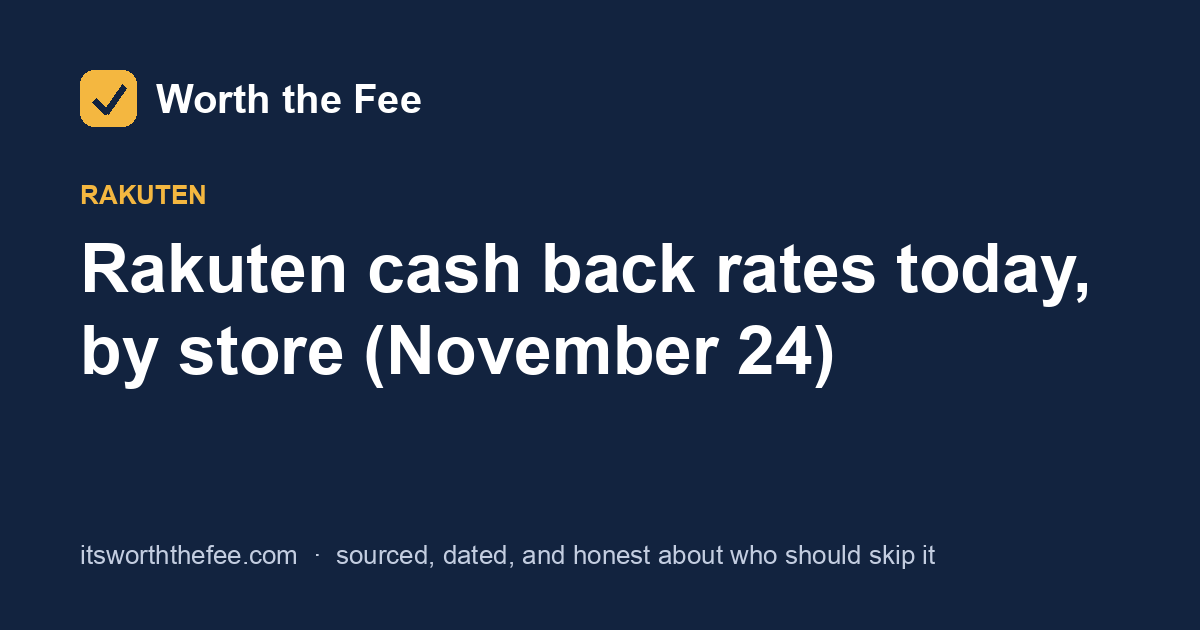 Worth the Fee
RAKUTEN
Rakuten cash back rates today,
by store (November 24)
itsworththefee.com · sourced, dated, and honest about who should skip it